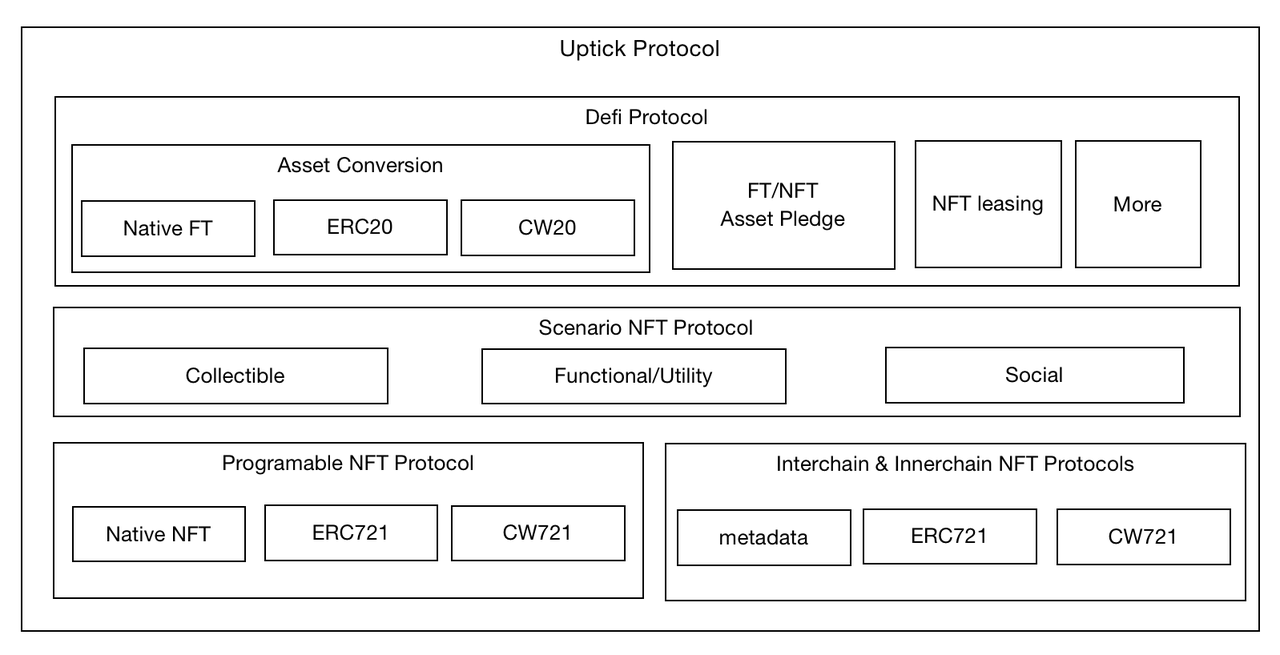 Uptick Protocol
Defi Protocol
Asset Conversion
Native FT
ERC20
CW20
FT/NFT
Asset Pledge
NFT leasing
More
Scenario NFT Protocol
Collectible
Functional/Utility
Social
Programable NFT Protocol
Native NFT
ERC721
CW721
Interchain & Innerchain NFT Protocols
metadata
ERC721
CW721